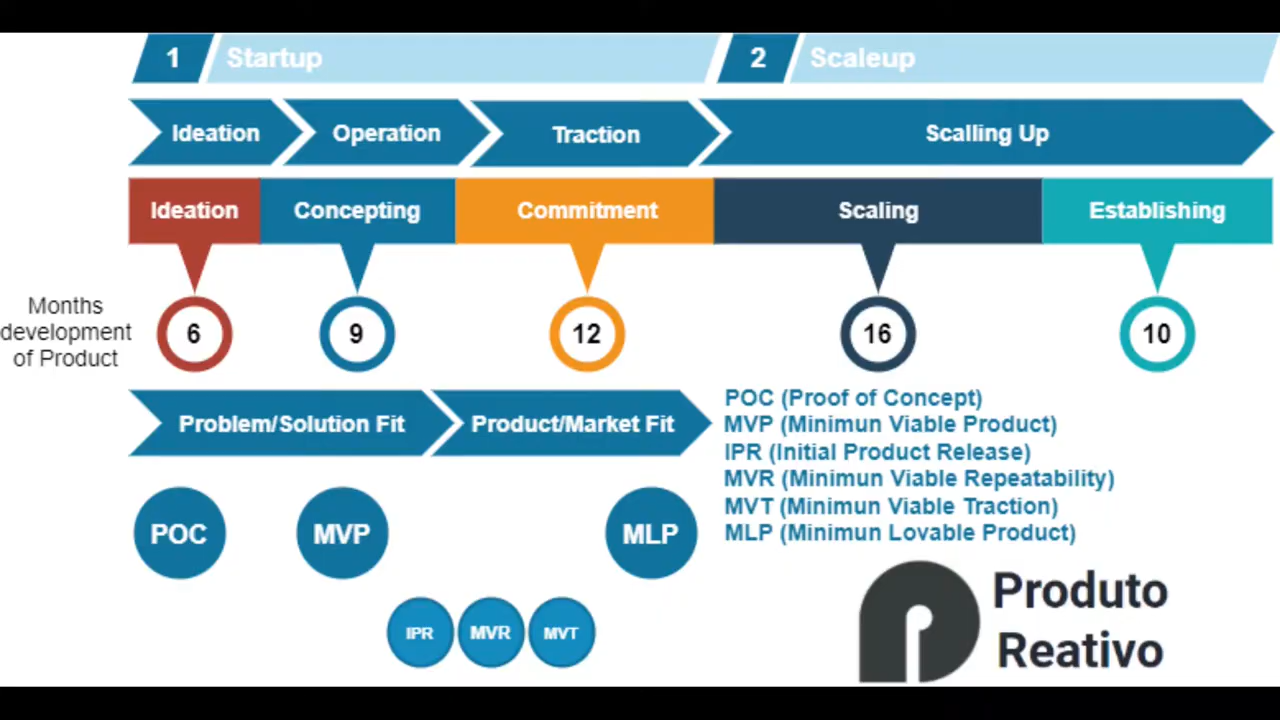 1 Startup 2 Scaleup
Ideation Operation Traction Scalling Up
Ideation Concepting Commitment Scaling Establishing
Months
development
of Product
6 9 12 16 10
Problem/Solution Fit Product/Market Fit
POC (Proof of Concept)
MVP (Minimun Viable Product)
IPR (Initial Product Release)
MVR (Minimun Viable Repeatability)
MVT (Minimun Viable Traction)
MLP (Minimun Lovable Product)
POC MVP MLP
IPR MVR MVT
Produto
Reativo